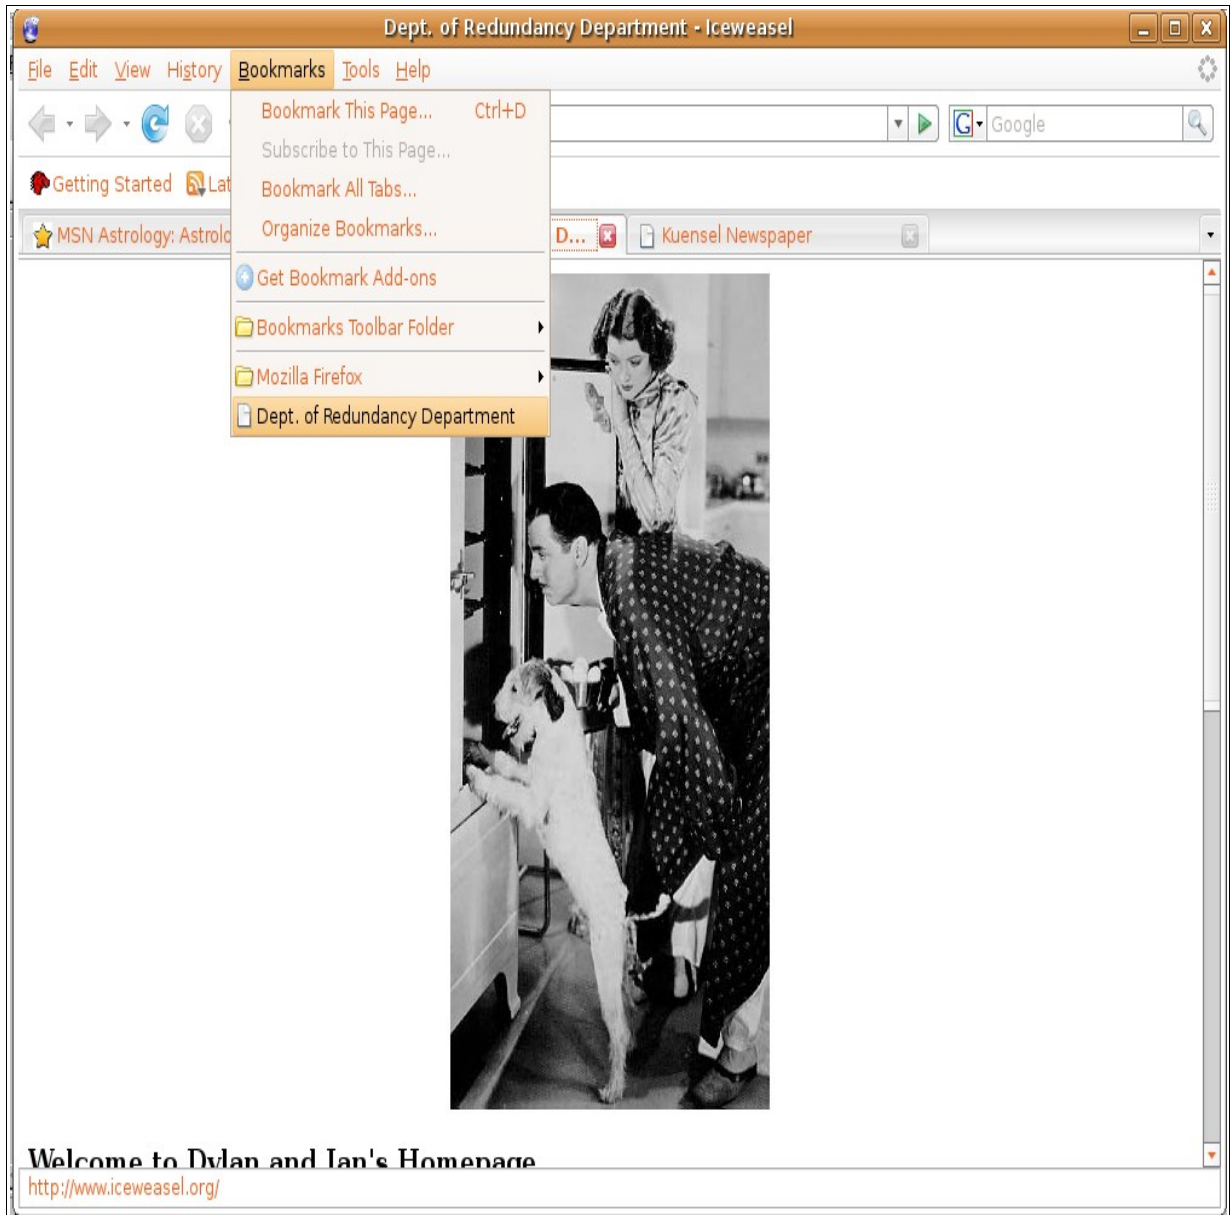 Dept. of Redundancy Department - Iceweasel
File Edit View History Bookmarks Tools Help
Bookmark This Page... Ctrl+D
Subscribe to This Page...
Bookmark All Tabs...
Organize Bookmarks...
Get Bookmark Add-ons
Bookmarks Toolbar Folder
Mozilla Firefox
Dept. of Redundancy Department
G Google
Getting Started Lat
MSN Astrology: Astrolo D... Kuensel Newspaper
Welcome to Dylan and Ian's Homepage
http://www.iceweasel.org/